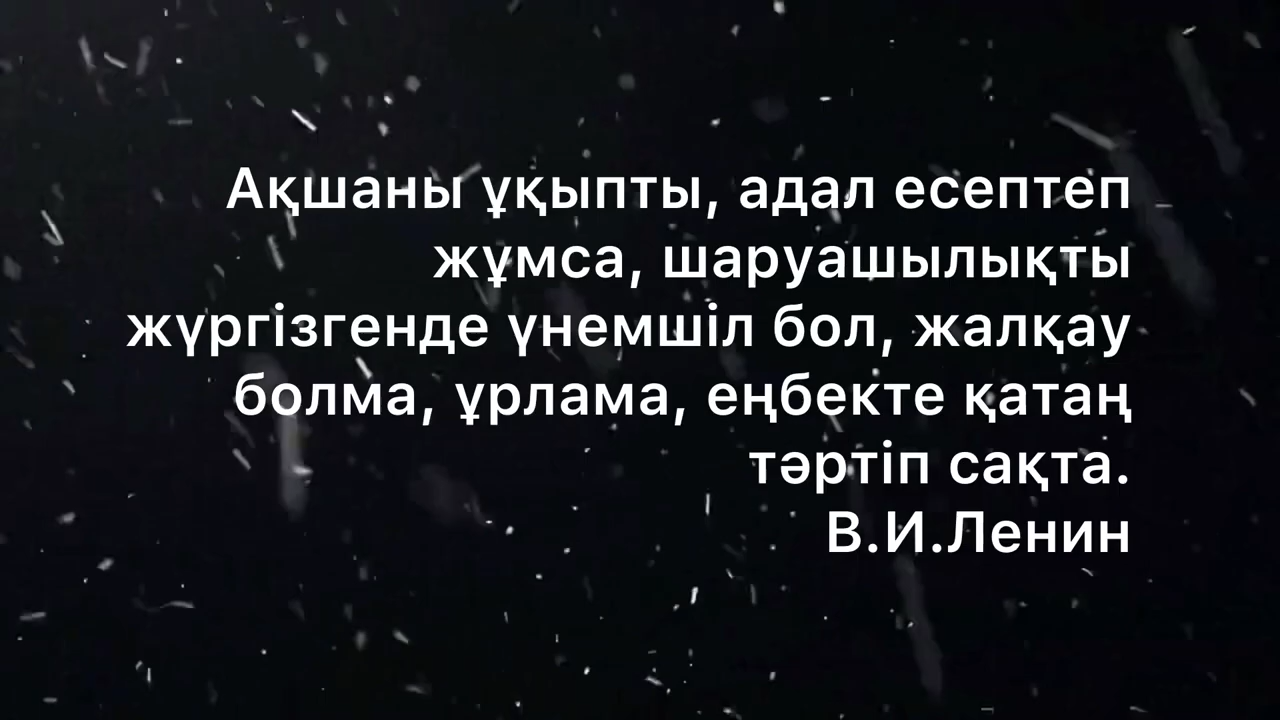 Ақшаны ұқыпты, адал есептеп
жұмса, шаруашылықты
жүргізгенде үнемшіл бол, жалқау
болма, ұрлама, еңбекте қатаң
тәртіп сақта.
В.И.Ленин